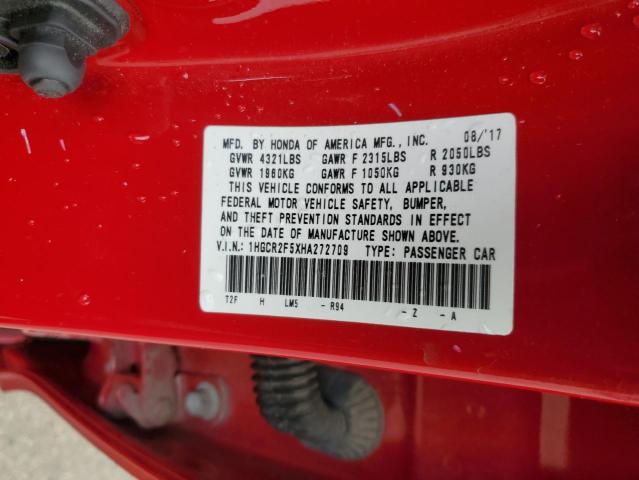 MFD. BY HONDA OF AMERICA MFG., INC. 08/'17
GVWR 4321LBS GAWR F 2315LBS R 2050LBS
GVWR 1960KG GAWR F 1050KG R 930KG
THIS VEHICLE CONFORMS TO ALL APPLICABLE
FEDERAL MOTOR VEHICLE SAFETY, BUMPER,
AND THEFT PREVENTION STANDARDS IN EFFECT
ON THE DATE OF MANUFACTURE SHOWN ABOVE.
V.I.N.: 1HGCR2F5XHA272709 TYPE: PASSENGER CAR
T2F H LM5 - R94 - Z - A